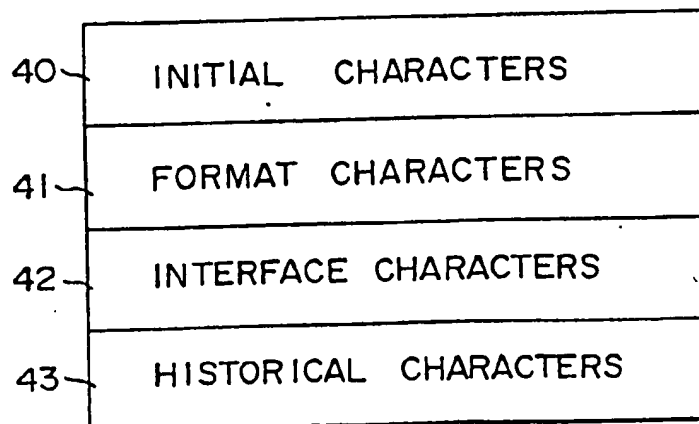 40 INITIAL CHARACTERS
41 FORMAT CHARACTERS
42 INTERFACE CHARACTERS
43 HISTORICAL CHARACTERS